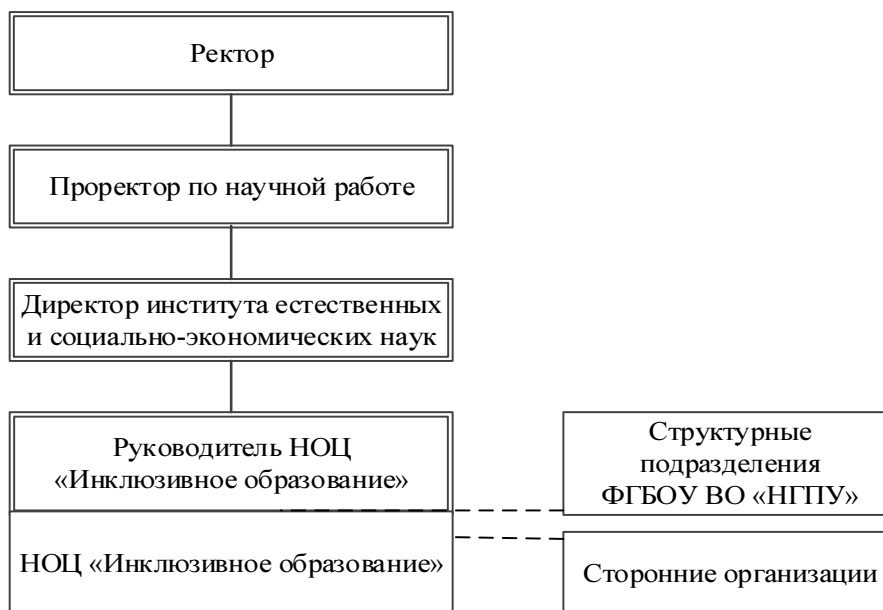 Ректор
Проректор по научной работе
Директор института естественных
и социально-экономических наук
Руководитель НОЦ
«Инклюзивное образование»
Структурные
подразделения
ФГБОУ ВО «НГПУ»
НОЦ «Инклюзивное образование»
Сторонние организации